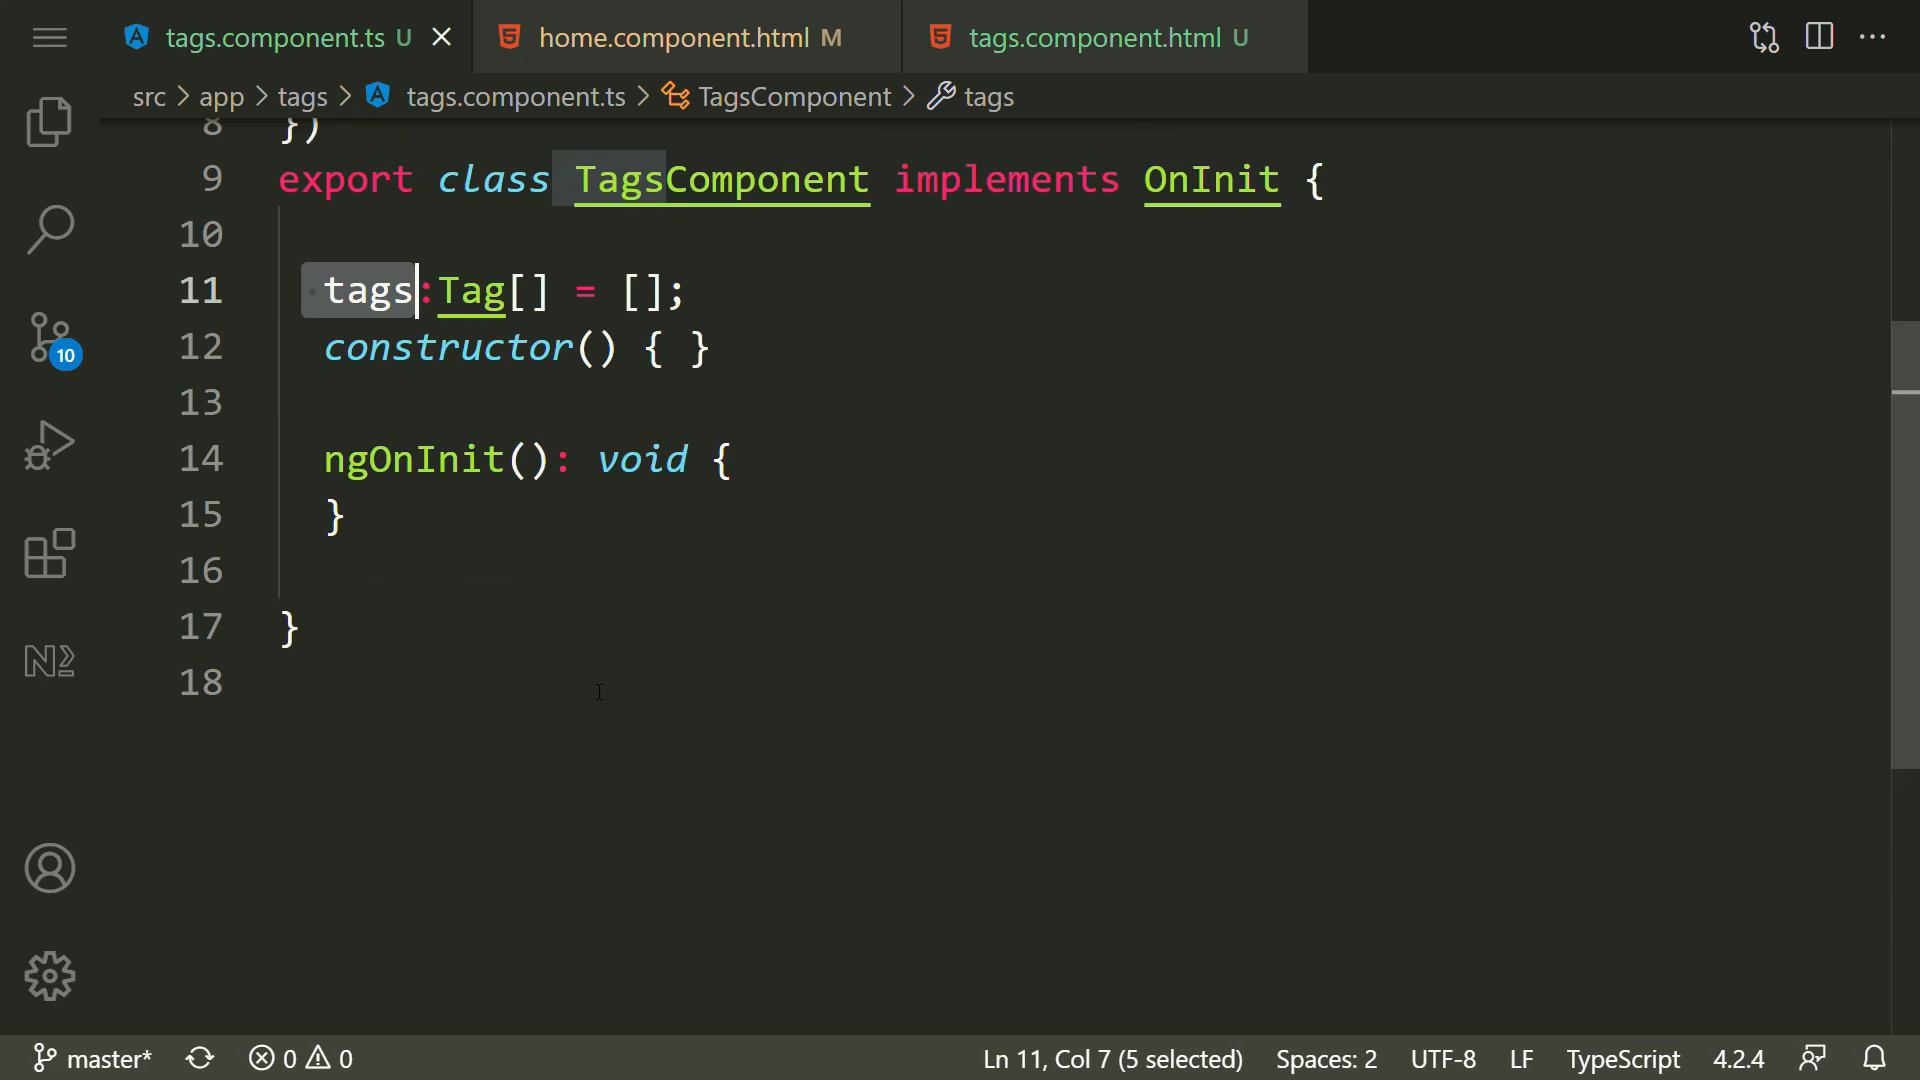 tags.component.ts U
home.component.html M
tags.component.html U
src > app > tags > tags.component.ts > TagsComponent > tags
8 })
9 export class TagsComponent implements OnInit {
10
11 tags:Tag[] = [];
12 constructor() { }
13
14 ngOnInit(): void {
15 }
16
17 }
18
10
master* 0 0 Ln 11, Col 7 (5 selected) Spaces: 2 UTF-8 LF TypeScript 4.2.4